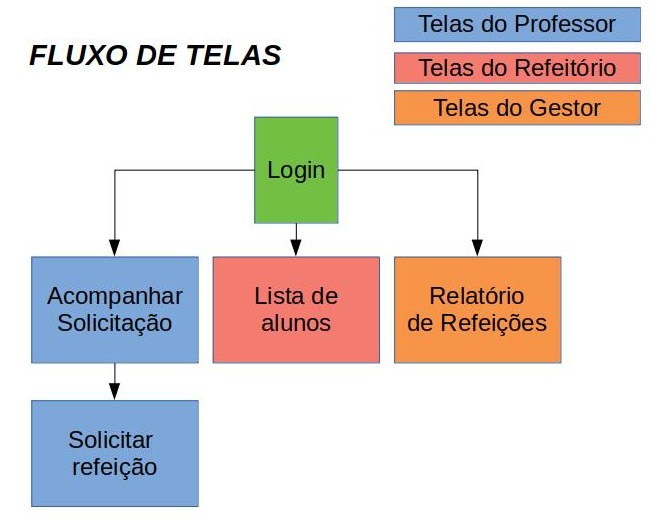 FLUXO DE TELAS
Telas do Professor
Telas do Refeitório
Telas do Gestor
Login
Acompanhar
Solicitação
Lista de
alunos
Relatório
de Refeições
Solicitar
refeição